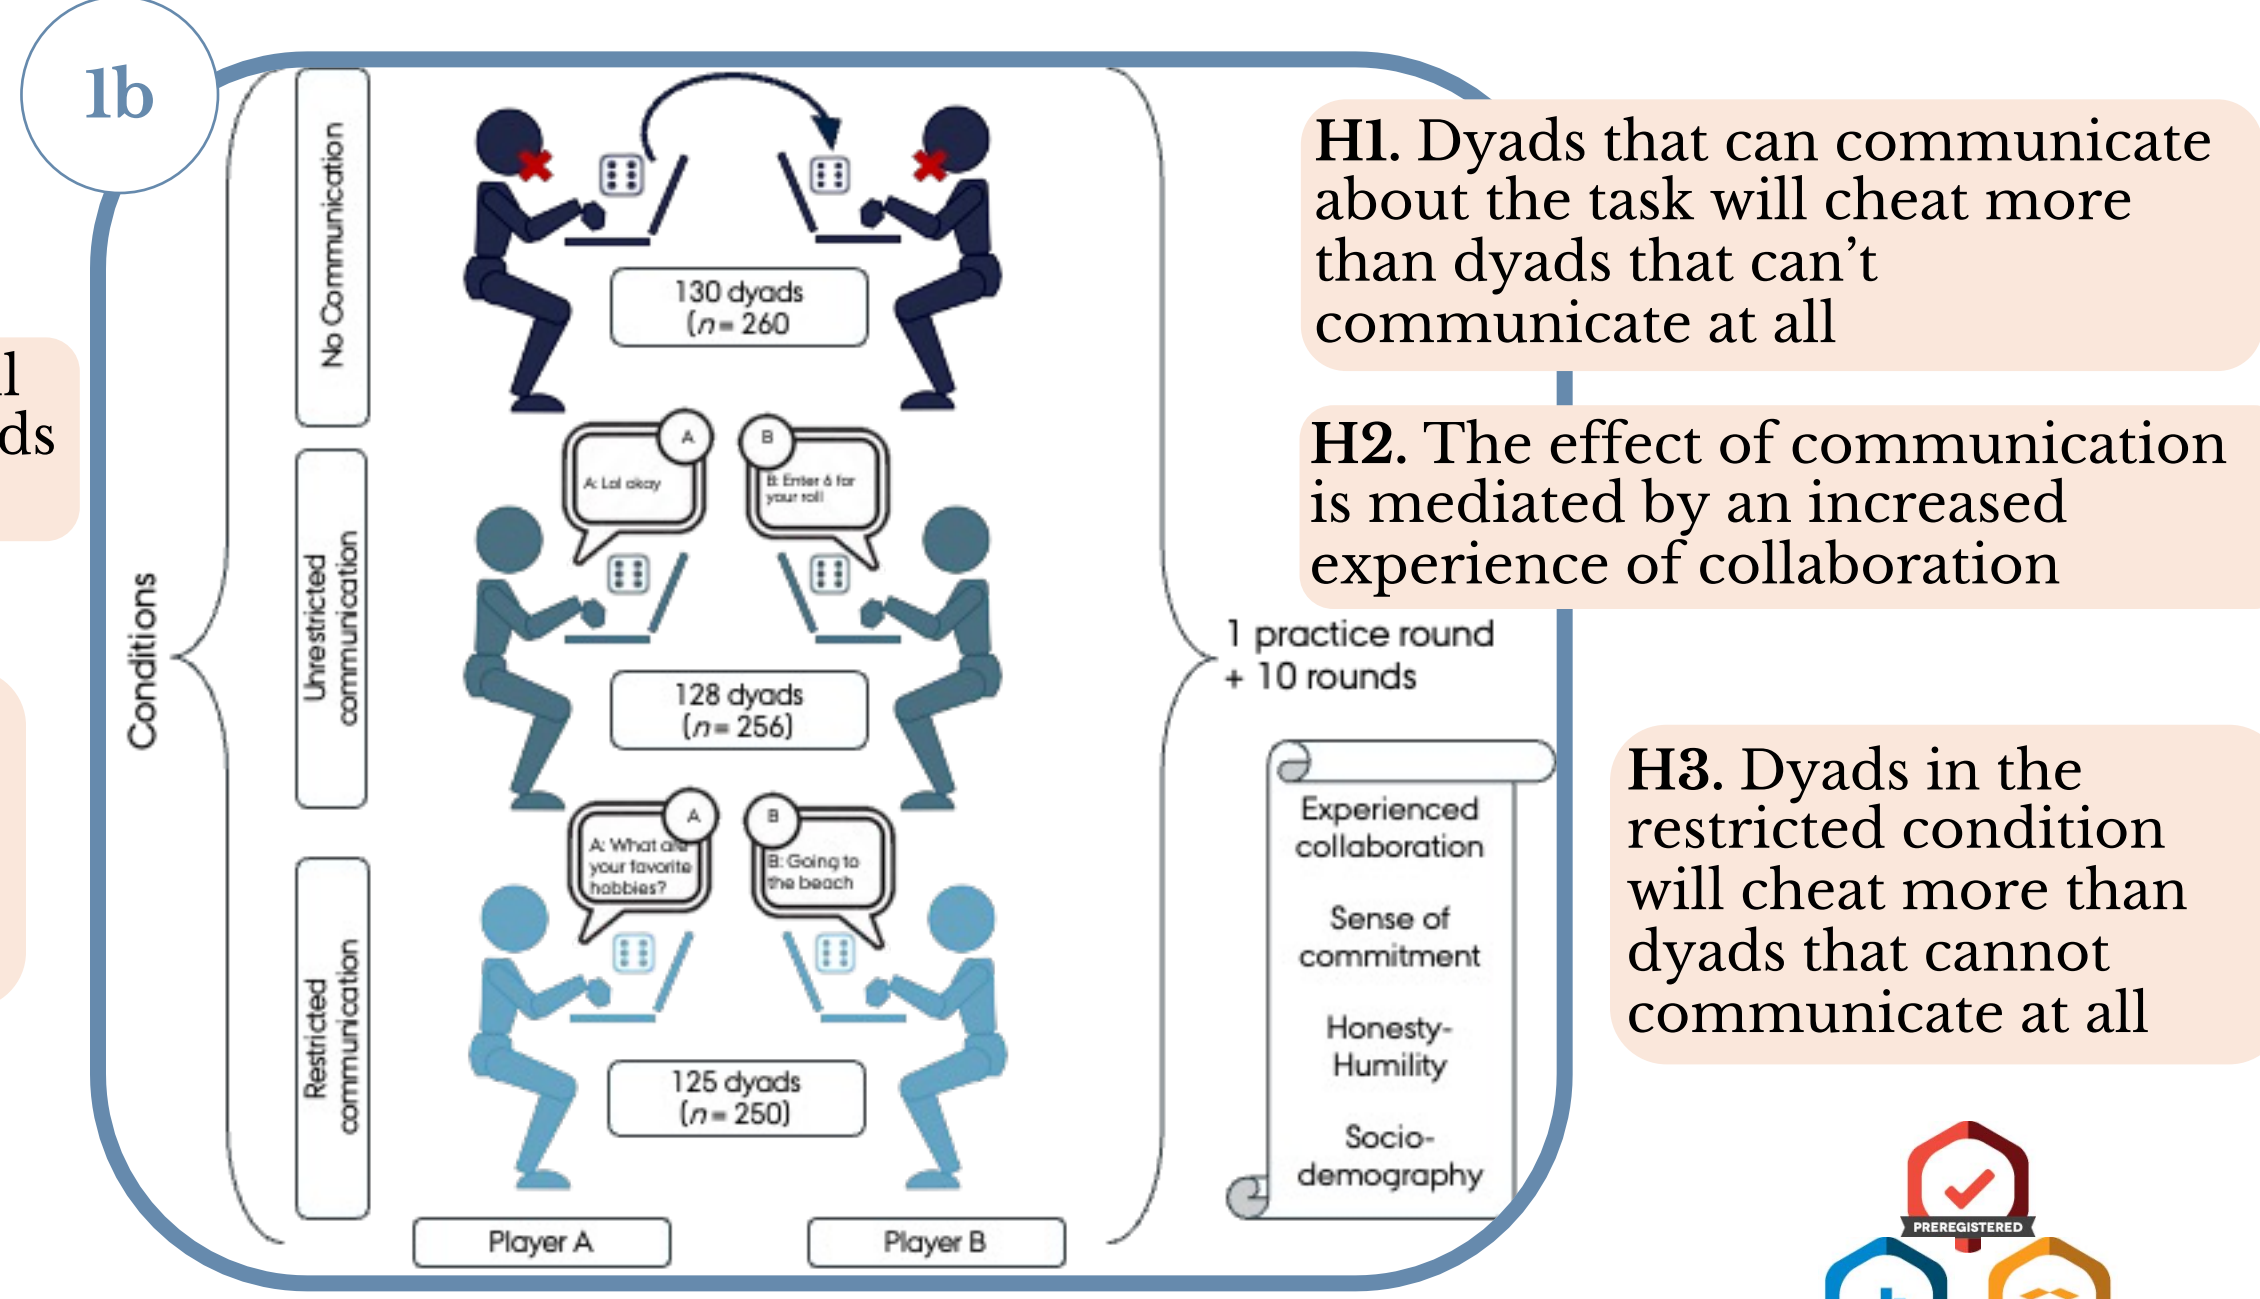 1b
l
ds
Conditions
No Communication
130 dyads
(n= 260
Unrestricted
communication
A
A: Lol okay
B
B: Enter 6 for
your roll
128 dyads
(n= 256)
Restricted
communication
A
A: What are
your favorite
hobbies?
B
B: Going to
the beach
125 dyads
(n= 250)
Player A
Player B
1 practice round
+ 10 rounds
Experienced
collaboration
Sense of
commitment
Honesty-
Humility
Socio-
demography
H1. Dyads that can communicate
about the task will cheat more
than dyads that can’t
communicate at all
H2. The effect of communication
is mediated by an increased
experience of collaboration
H3. Dyads in the
restricted condition
will cheat more than
dyads that cannot
communicate at all
PREREGISTERED